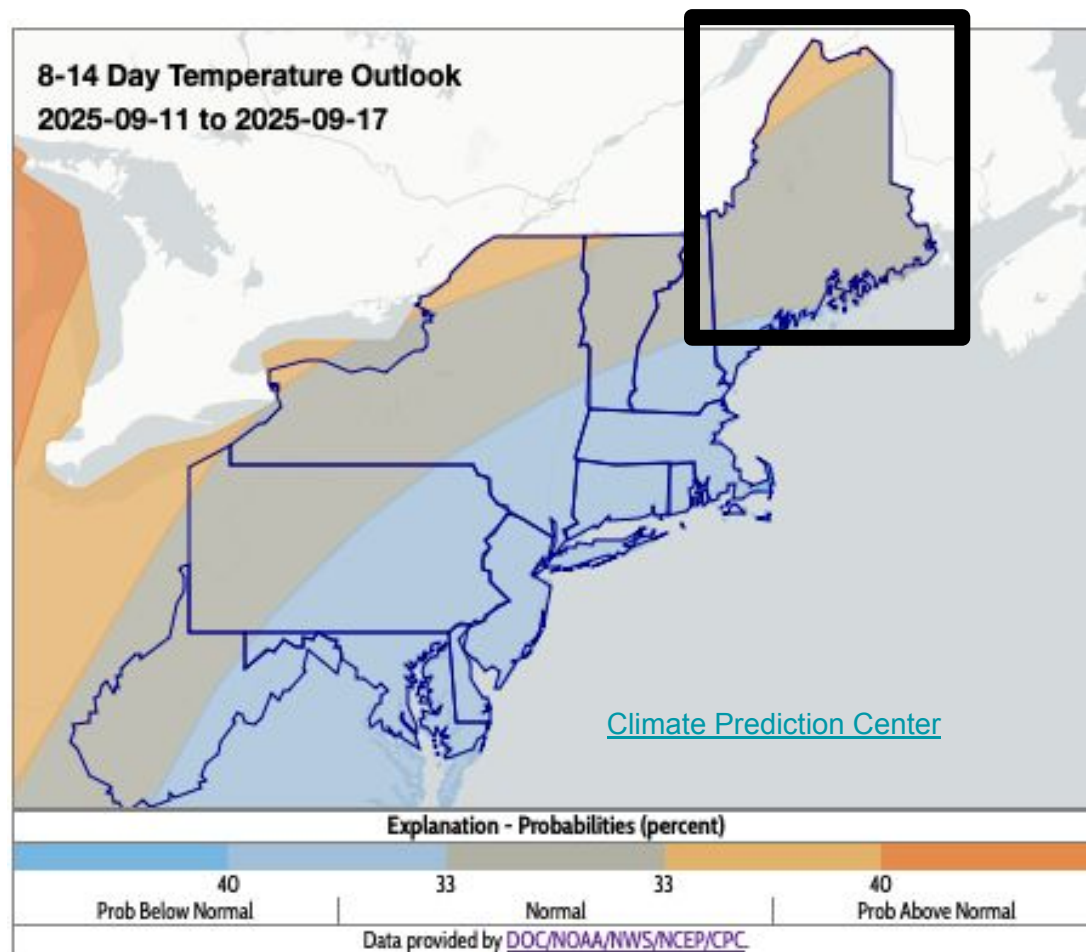 8-14 Day Temperature Outlook
2025-09-11 to 2025-09-17
Climate Prediction Center
Explanation - Probabilities (percent)
40 33 33 40
Prob Below Normal Normal Prob Above Normal
Data provided by DOC/NOAA/NWS/NCEP/CPC